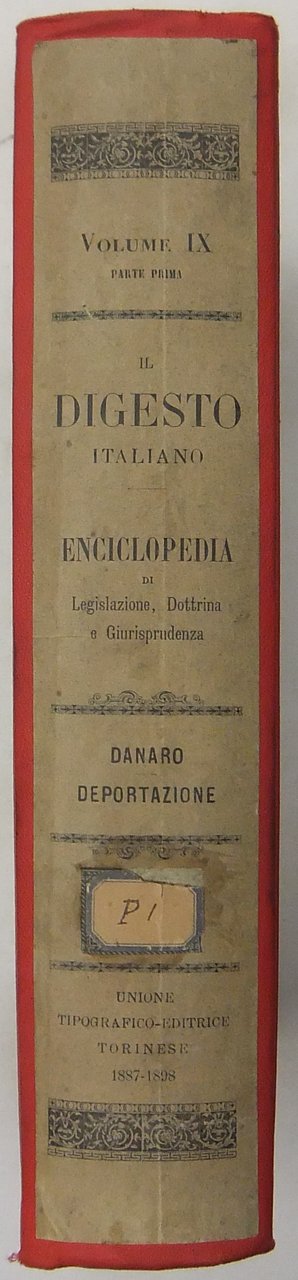 VOLUME IX
PARTE PRIMA
IL
DIGESTO
ITALIANO
ENCICLOPEDIA
DI
Legislazione, Dottrina
e Giurisprudenza
DANARO
DEPORTAZIONE
P1
UNIONE
TIPOGRAFICO-EDITRICE
TORINESE
1887-1898